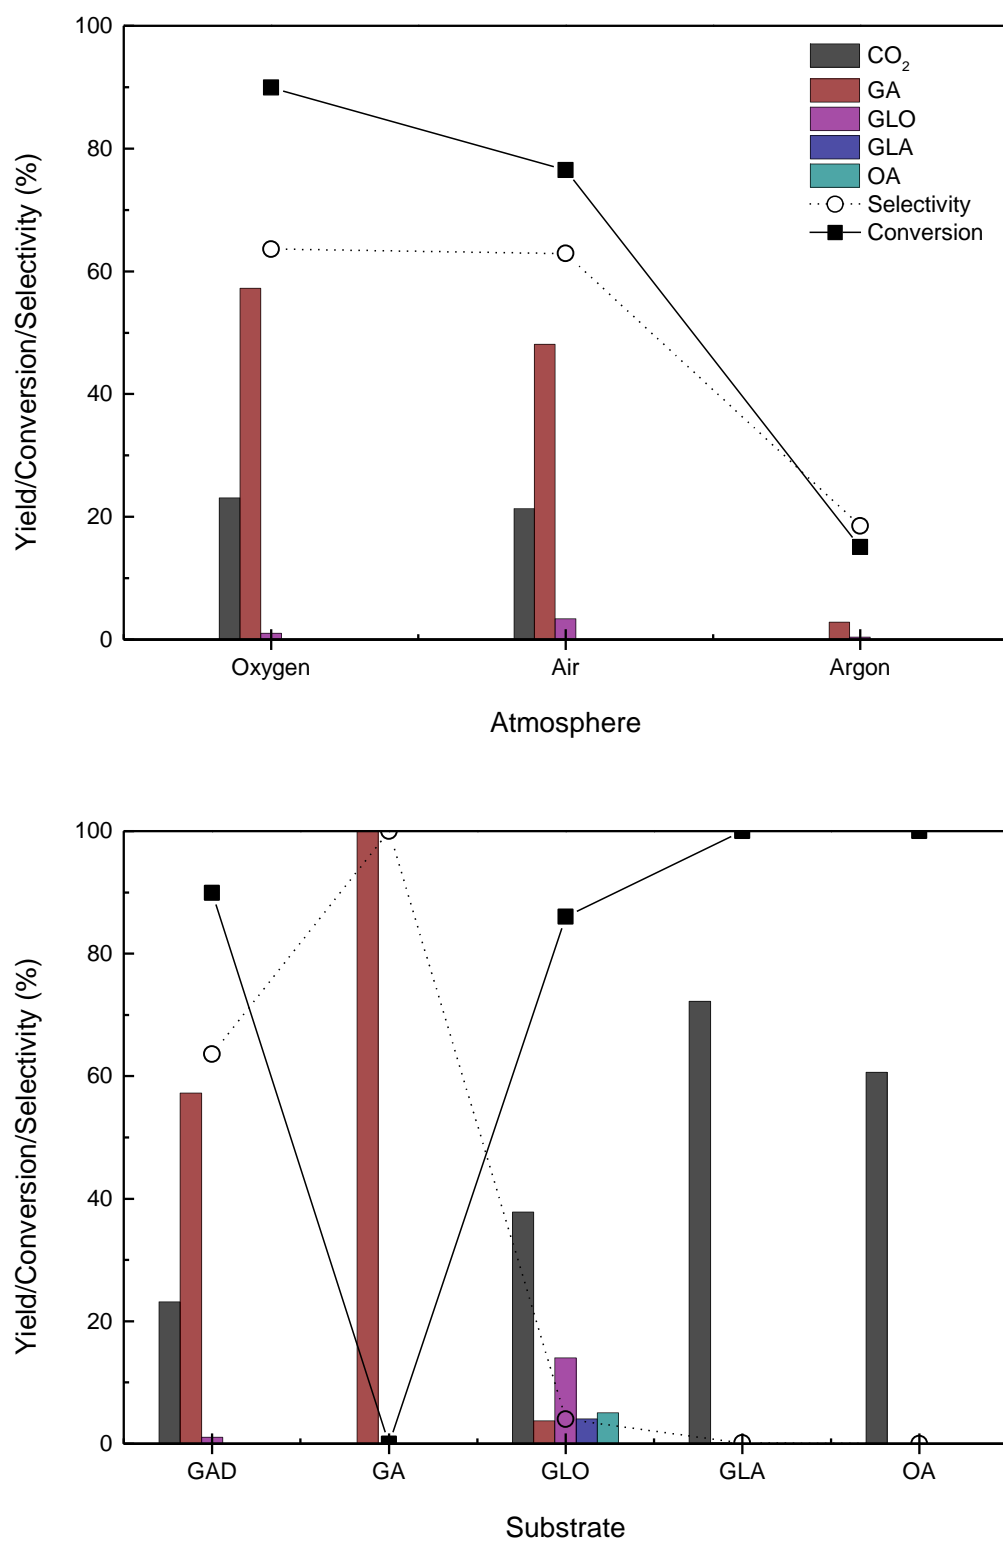 100
80
60
40
20
0
Yield/Conversion/Selectivity (%)
CO2
GA
GLO
GLA
OA
Selectivity
Conversion
Oxygen Air Argon
Atmosphere
100
80
60
40
20
0
Yield/Conversion/Selectivity (%)
GAD GA GLO GLA OA
Substrate